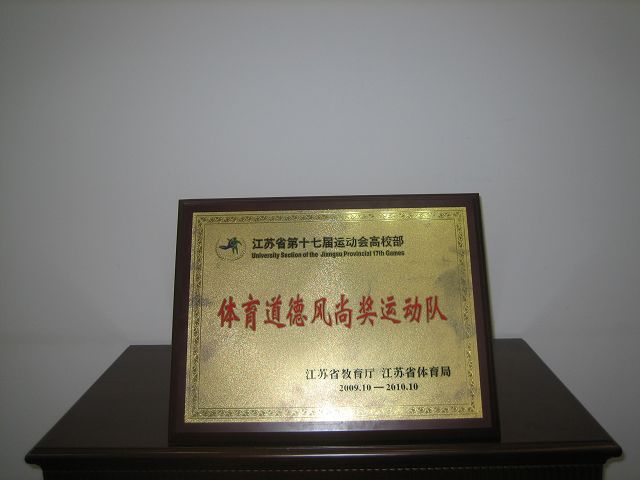 江苏省第十七届运动会高校部
University Section of the Jiangsu Provincial 17th Games
体育道德风尚奖运动队
江苏省教育厅 江苏省体育局
2009.10—2010.10